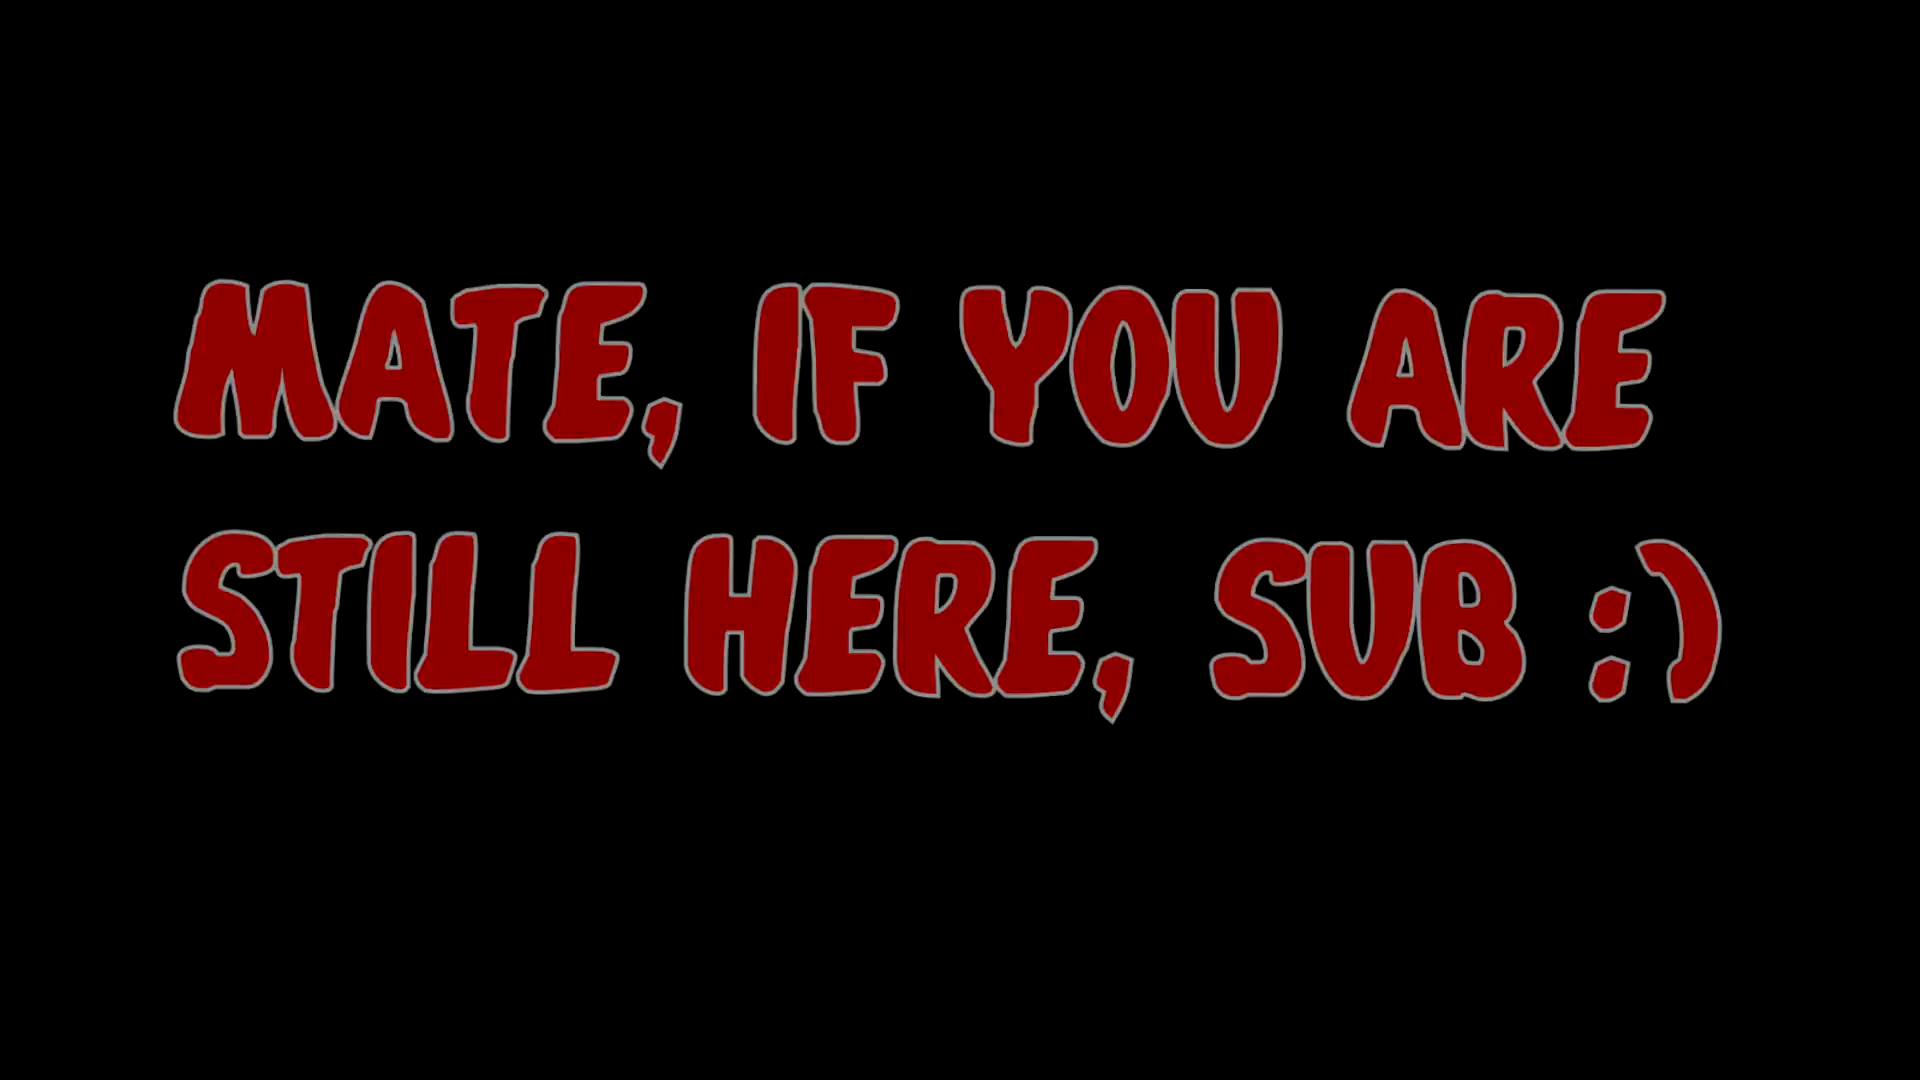 MATE, IF YOU ARE
STILL HERE, SUB :)